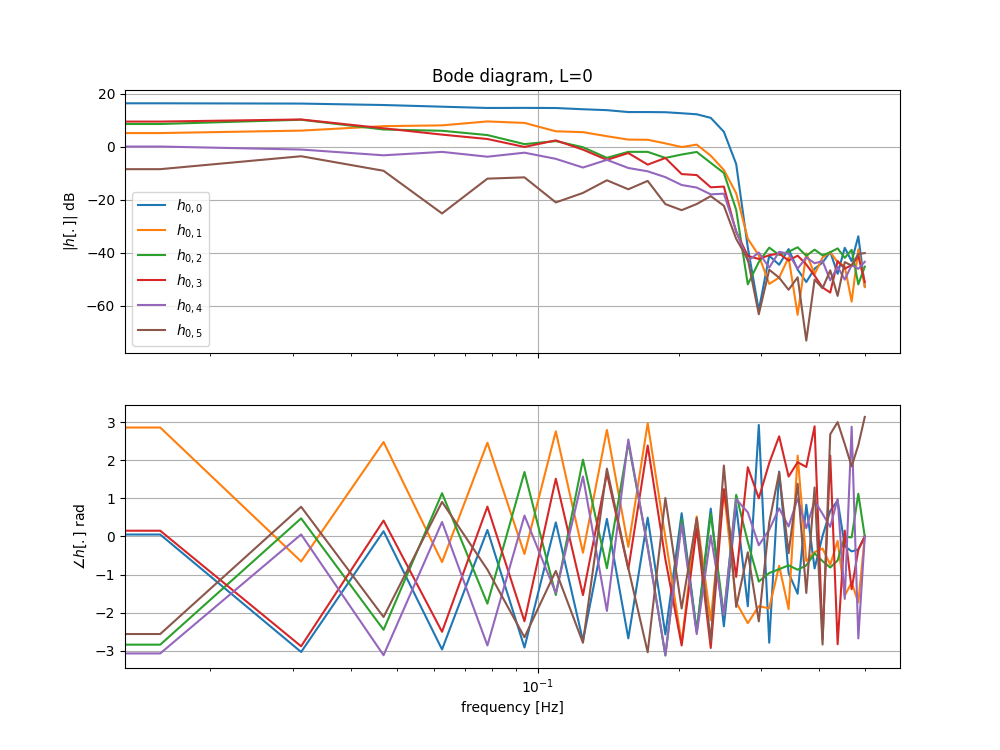 Bode diagram, L=0
|h[.]| dB
20
0
−20
−40
−60
h0,0
h0,1
h0,2
h0,3
h0,4
h0,5
∠h[.] rad
3
2
1
0
−1
−2
−3
10−1
frequency [Hz]